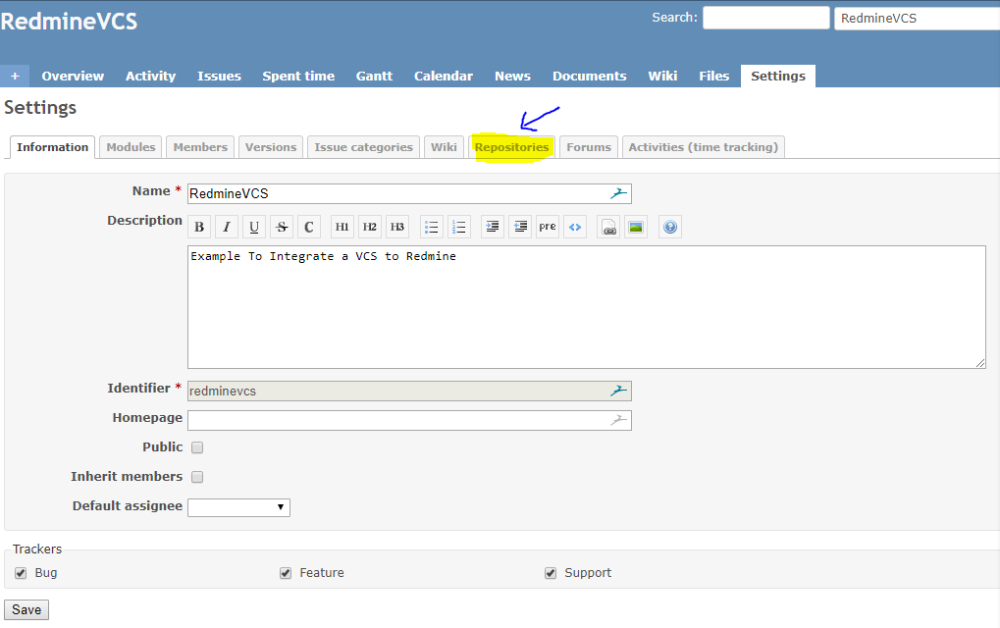 RedmineVCS
Search:
RedmineVCS
+ Overview Activity Issues Spent time Gantt Calendar News Documents Wiki Files Settings
Settings
Information Modules Members Versions Issue categories Wiki Repositories Forums Activities (time tracking)
Name * RedmineVCS
Description B I U S C H1 H2 H3 pre <> ?
Example To Integrate a VCS to Redmine
Identifier * redminevcs
Homepage
Public
Inherit members
Default assignee
Trackers
Bug Feature Support
Save